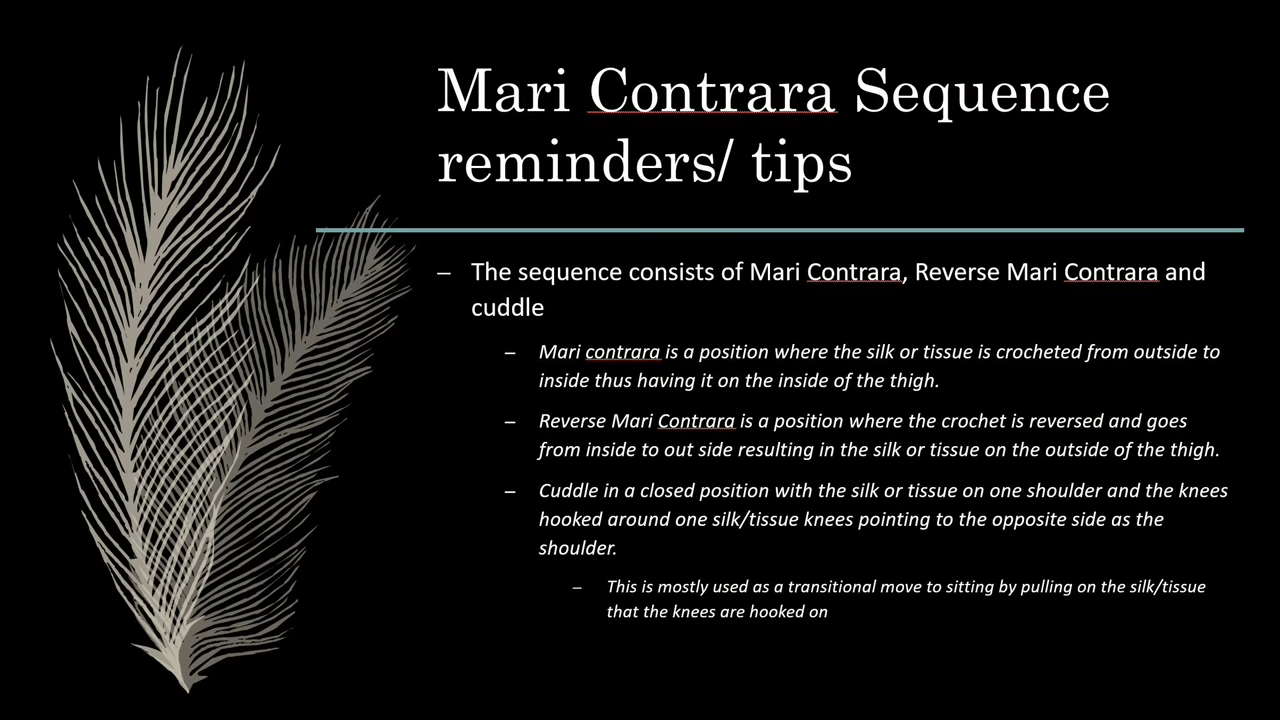 Mari Contrara Sequence
reminders/ tips
– The sequence consists of Mari Contrara, Reverse Mari Contrara and
cuddle
– Mari contrara is a position where the silk or tissue is crocheted from outside to
inside thus having it on the inside of the thigh.
– Reverse Mari Contrara is a position where the crochet is reversed and goes
from inside to out side resulting in the silk or tissue on the outside of the thigh.
– Cuddle in a closed position with the silk or tissue on one shoulder and the knees
hooked around one silk/tissue knees pointing to the opposite side as the
shoulder.
– This is mostly used as a transitional move to sitting by pulling on the silk/tissue
that the knees are hooked on